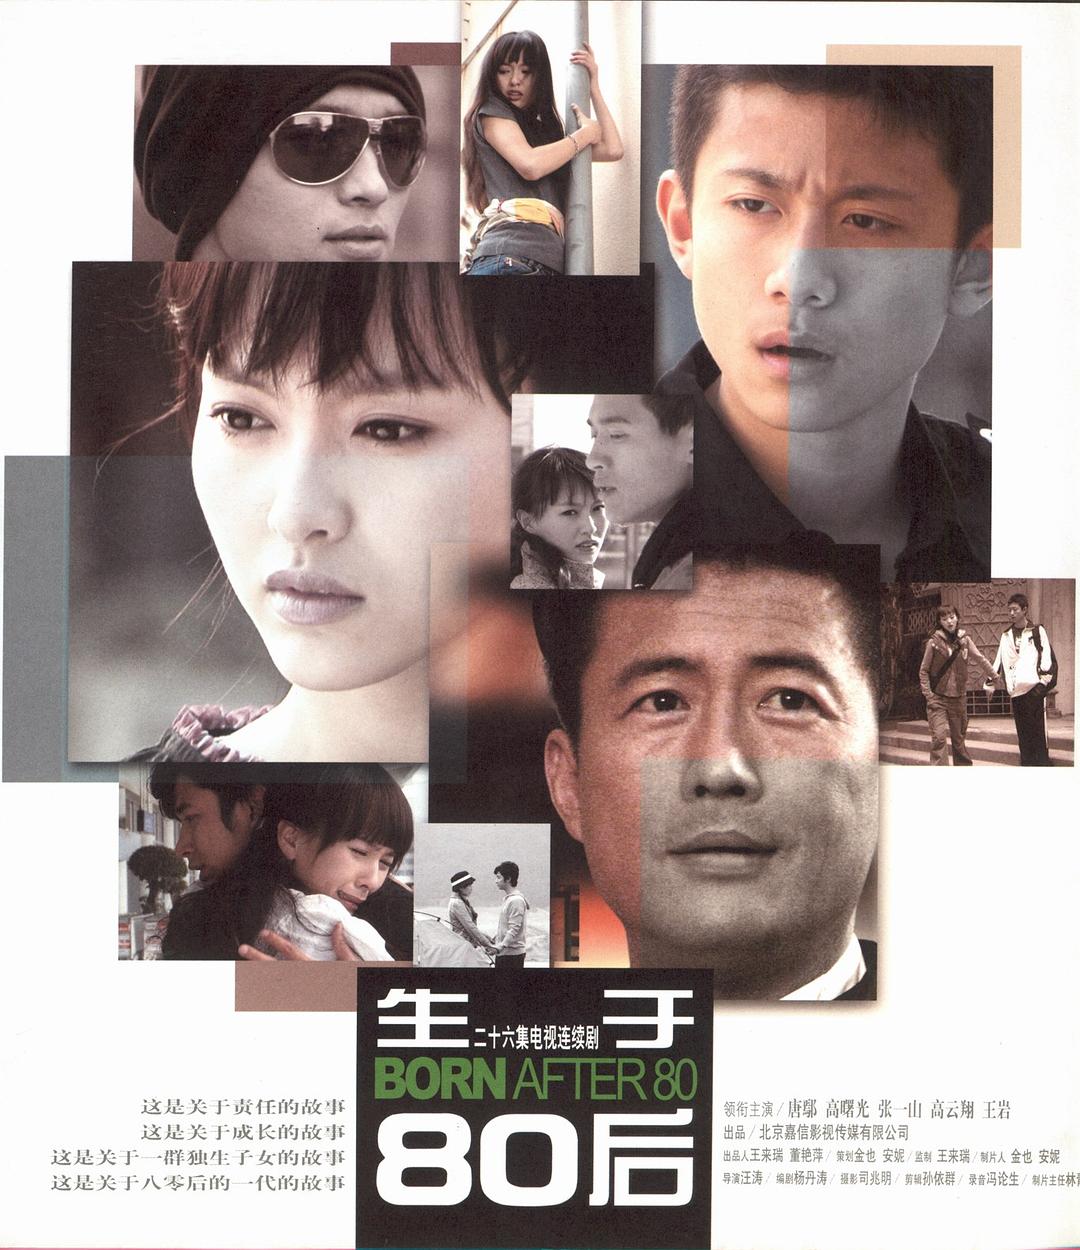 生于
二十六集电视连续剧
BORN AFTER 80
80后
这是关于责任的故事
这是关于成长的故事
这是关于一群独生子女的故事
这是关于八零后的一代的故事
领衔主演 / 唐鄢 高曙光 张一山 高云翔 王岩
出品 / 北京嘉信影视传媒有限公司
出品人 王来瑞 董艳萍 / 策划 金也 安妮 / 监制 王来瑞 / 制片人 金也 安妮
导演 汪涛 / 编剧 杨丹涛 / 摄影 司兆明 / 剪辑 孙依群 / 录音 冯论生 / 制片主任 林